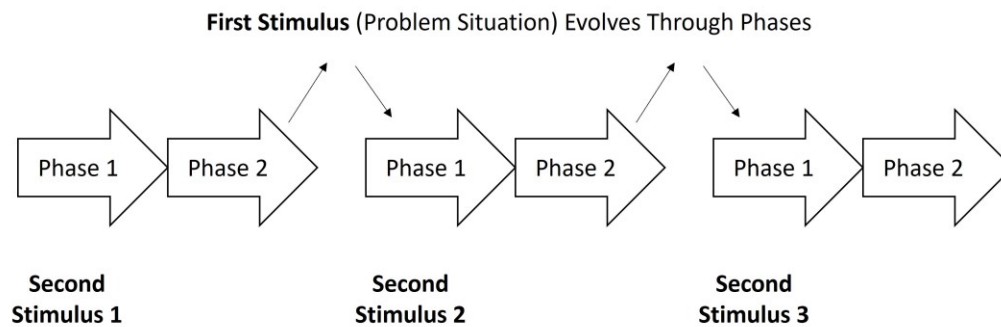 First Stimulus (Problem Situation) Evolves Through Phases
Phase 1
Phase 2
Phase 1
Phase 2
Phase 1
Phase 2
Second
Stimulus 1
Second
Stimulus 2
Second
Stimulus 3